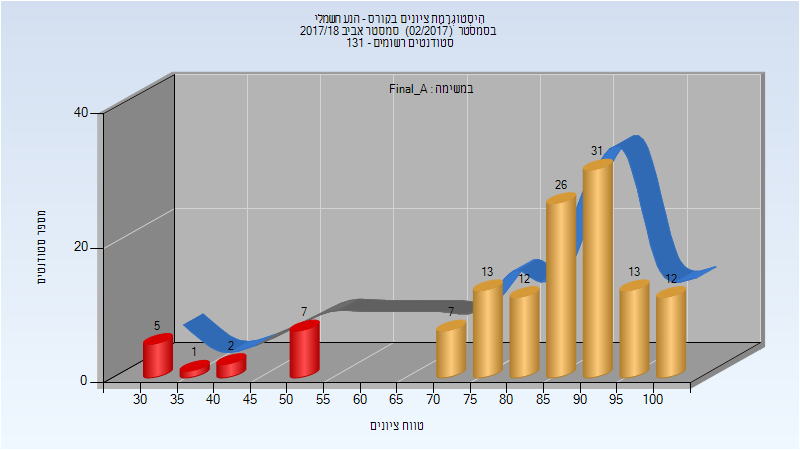 היסטוגרמת ציונים בקורס - הנע חשמלי
בסמסטר (02/2017) סמסטר אביב 2017/18
סטודנטים רשומים - 131
במשימה : Final_A
40
20
0
מספר סטודנטים
5
1
2
7
7
13
12
26
31
13
12
30 35 40 45 50 55 60 65 70 75 80 85 90 95 100
טווח ציונים